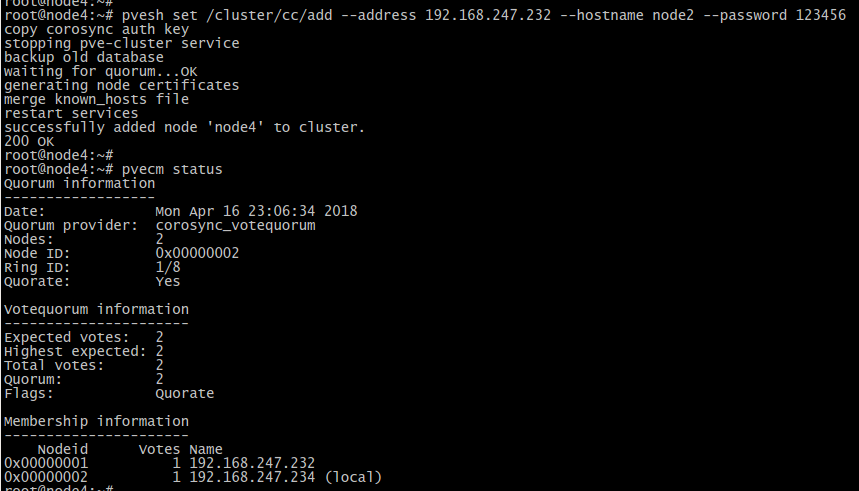 root@node4:~#
root@node4:~# pvesh set /cluster/cc/add --address 192.168.247.232 --hostname node2 --password 123456
copy corosync auth key
stopping pve-cluster service
backup old database
waiting for quorum...OK
generating node certificates
merge known_hosts file
restart services
successfully added node 'node4' to cluster.
200 OK
root@node4:~#
root@node4:~# pvecm status
Quorum information
------------------
Date:             Mon Apr 16 23:06:34 2018
Quorum provider:  corosync_votequorum
Nodes:            2
Node ID:          0x00000002
Ring ID:          1/8
Quorate:          Yes

Votequorum information
----------------------
Expected votes:   2
Highest expected: 2
Total votes:      2
Quorum:           2
Flags:            Quorate

Membership information
----------------------
    Nodeid      Votes Name
0x00000001          1 192.168.247.232
0x00000002          1 192.168.247.234 (local)
root@node4:~#